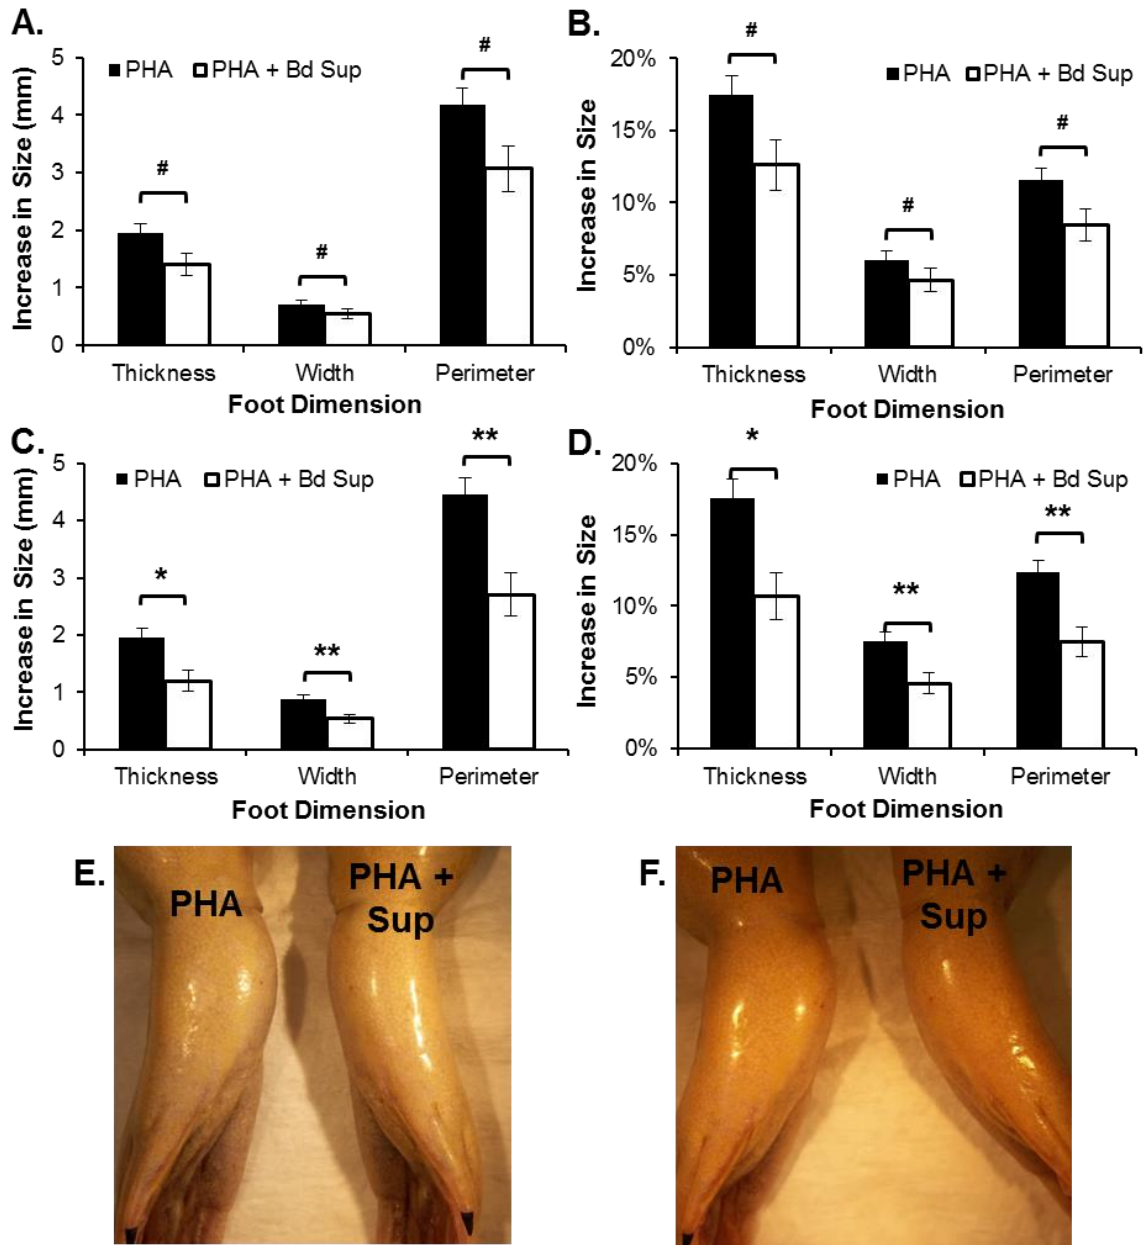 A.
Increase in Size (mm)
5
4
3
2
1
0
PHA PHA + Bd Sup
#
#
#
Thickness Width Perimeter
Foot Dimension
B.
Increase in Size
20%
15%
10%
5%
0%
PHA PHA + Bd Sup
#
#
#
Thickness Width Perimeter
Foot Dimension
C.
Increase in Size (mm)
5
4
3
2
1
0
PHA PHA + Bd Sup
*
**
**
Thickness Width Perimeter
Foot Dimension
D.
Increase in Size
20%
15%
10%
5%
0%
PHA PHA + Bd Sup
*
**
**
Thickness Width Perimeter
Foot Dimension
E.
PHA
PHA +
Sup
F.
PHA
PHA +
Sup